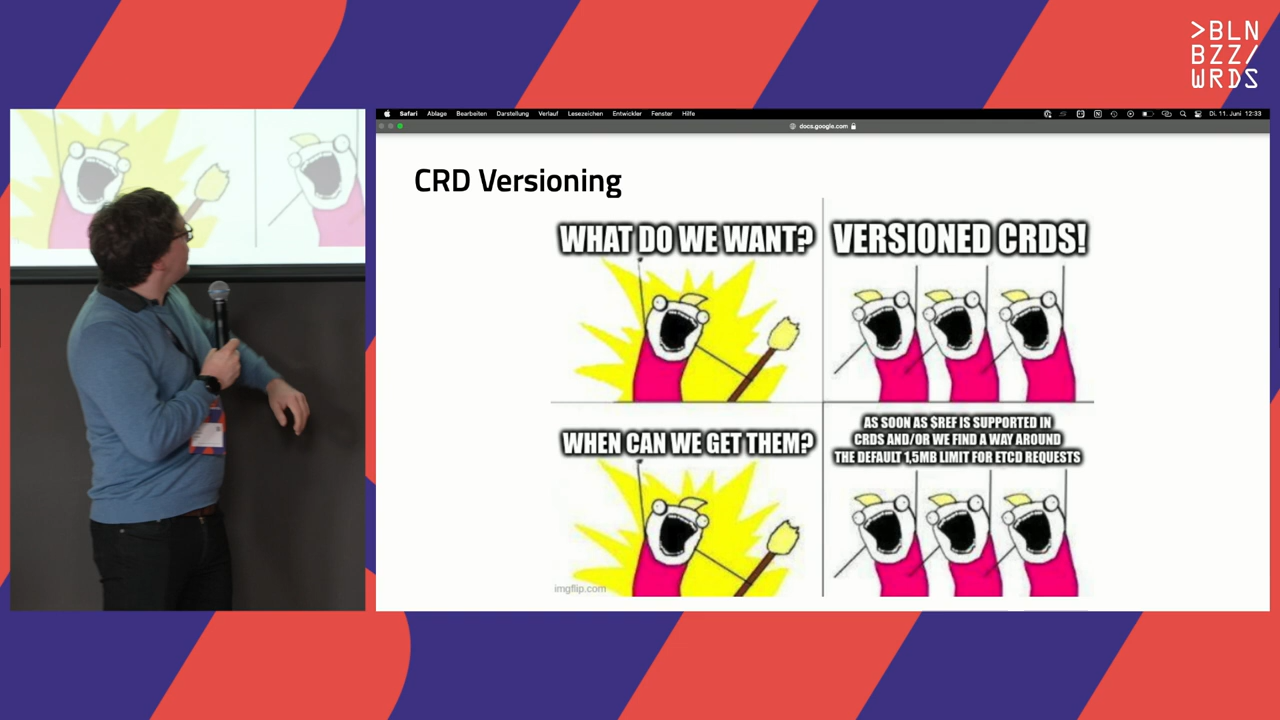 >BLN
BZZ/
WRDS
Safari Ablage Bearbeiten Darstellung Verlauf Lesezeichen Entwickler Fenster Hilfe
Di. 11. Juni 12:33
docs.google.com
CRD Versioning
WHAT DO WE WANT?
VERSIONED CRDS!
WHEN CAN WE GET THEM?
AS SOON AS $REF IS SUPPORTED IN
CRDS AND/OR WE FIND A WAY AROUND
THE DEFAULT 1,5MB LIMIT FOR ETCD REQUESTS
imgflip.com